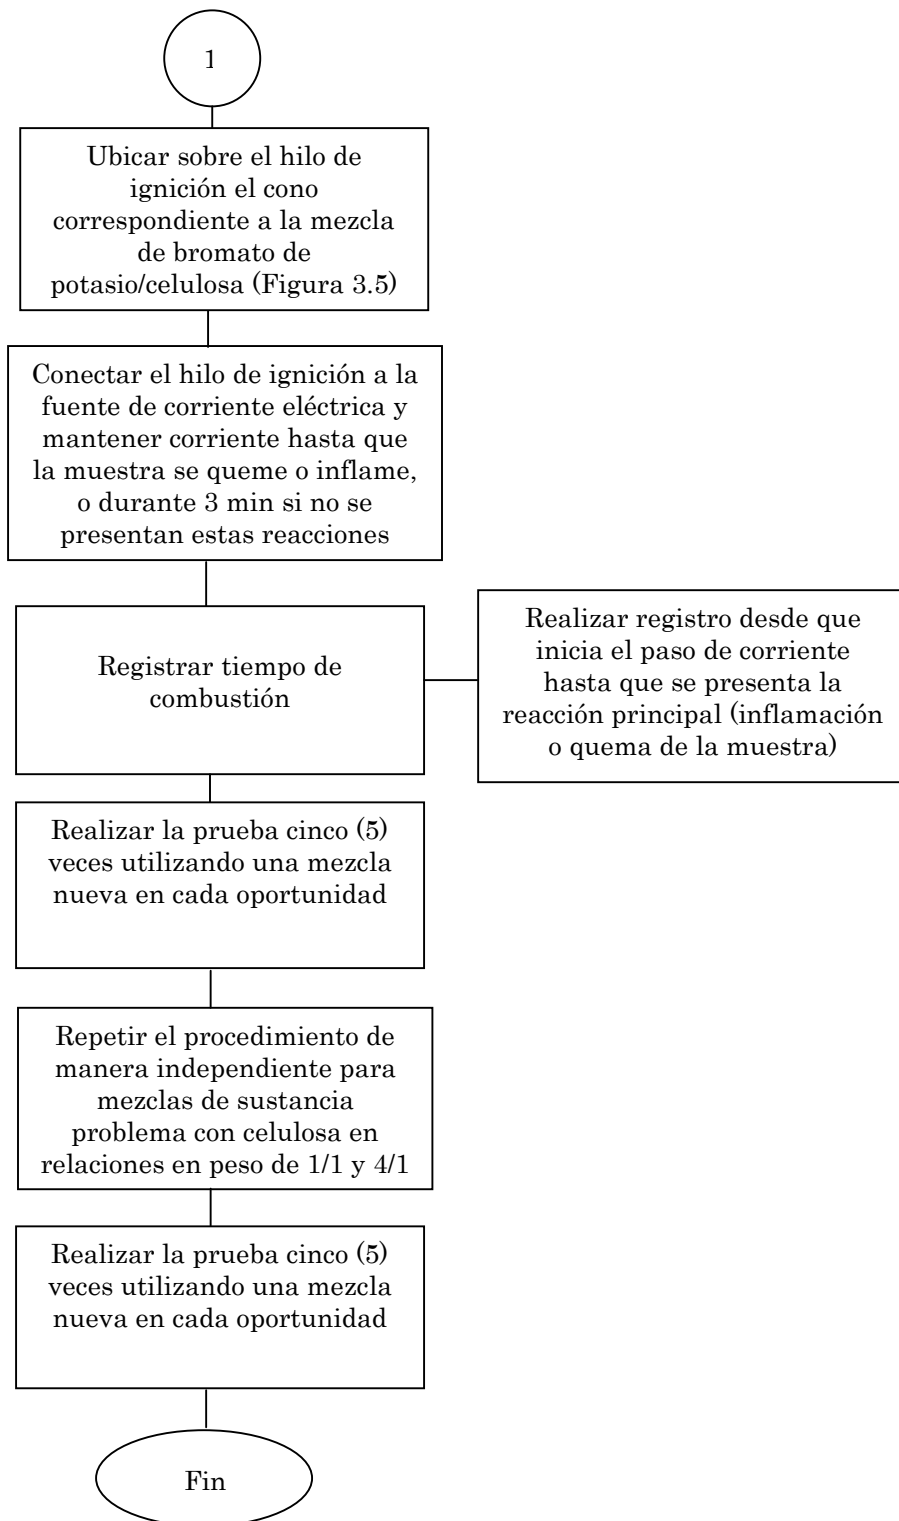 1
Ubicar sobre el hilo de
ignición el cono
correspondiente a la mezcla
de bromato de
potasio/celulosa (Figura 3.5)
Conectar el hilo de ignición a la
fuente de corriente eléctrica y
mantener corriente hasta que
la muestra se queme o inflame,
o durante 3 min si no se
presentan estas reacciones
Registrar tiempo de
combustión
Realizar registro desde que
inicia el paso de corriente
hasta que se presenta la
reacción principal (inflamación
o quema de la muestra)
Realizar la prueba cinco (5)
veces utilizando una mezcla
nueva en cada oportunidad
Repetir el procedimiento de
manera independiente para
mezclas de sustancia
problema con celulosa en
relaciones en peso de 1/1 y 4/1
Realizar la prueba cinco (5)
veces utilizando una mezcla
nueva en cada oportunidad
Fin